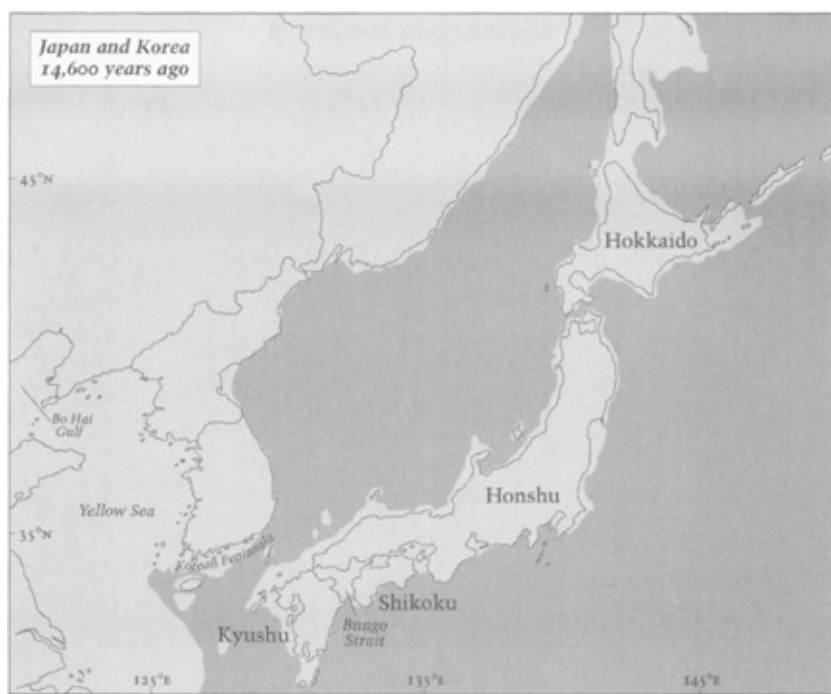 Japan and Korea
14,600 years ago
45°N
Hokkaido
1
Bo Hai
Gulf
Honshu
Yellow Sea
35°N
Korean Peninsula
Shikoku
Kyushu
Bungo
Strait
125°E
135°E
145°E